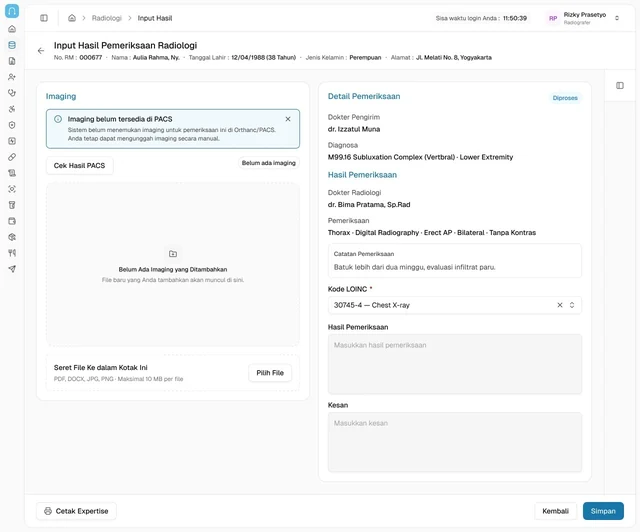 Radiologi > Input Hasil
Sisa waktu login Anda : 11:50:39
RP
Rizky Prasetyo
Radiografer
Input Hasil Pemeriksaan Radiologi
No. RM : 000677 · Nama : Aulia Rahma, Ny. · Tanggal Lahir : 12/04/1988 (38 Tahun) · Jenis Kelamin : Perempuan · Alamat : Jl. Melati No. 8, Yogyakarta
Imaging
Imaging belum tersedia di PACS
Sistem belum menemukan imaging untuk pemeriksaan ini di Orthanc/PACS.
Anda tetap dapat mengunggah imaging secara manual.
Cek Hasil PACS
Belum ada imaging
Belum Ada Imaging yang Ditambahkan
File baru yang Anda tambahkan akan muncul di sini.
Seret File Ke dalam Kotak Ini
PDF, DOCX, JPG, PNG · Maksimal 10 MB per file
Pilih File
Detail Pemeriksaan
Diproses
Dokter Pengirim
dr. Izzatul Muna
Diagnosa
M99.16 Subluxation Complex (Vertbral) · Lower Extremity
Hasil Pemeriksaan
Dokter Radiologi
dr. Bima Pratama, Sp.Rad
Pemeriksaan
Thorax · Digital Radiography · Erect AP · Bilateral · Tanpa Kontras
Catatan Pemeriksaan
Batuk lebih dari dua minggu, evaluasi infiltrat paru.
Kode LOINC *
30745-4 — Chest X-ray
Hasil Pemeriksaan
Masukkan hasil pemeriksaan
Kesan
Masukkan kesan
Cetak Expertise
Kembali
Simpan